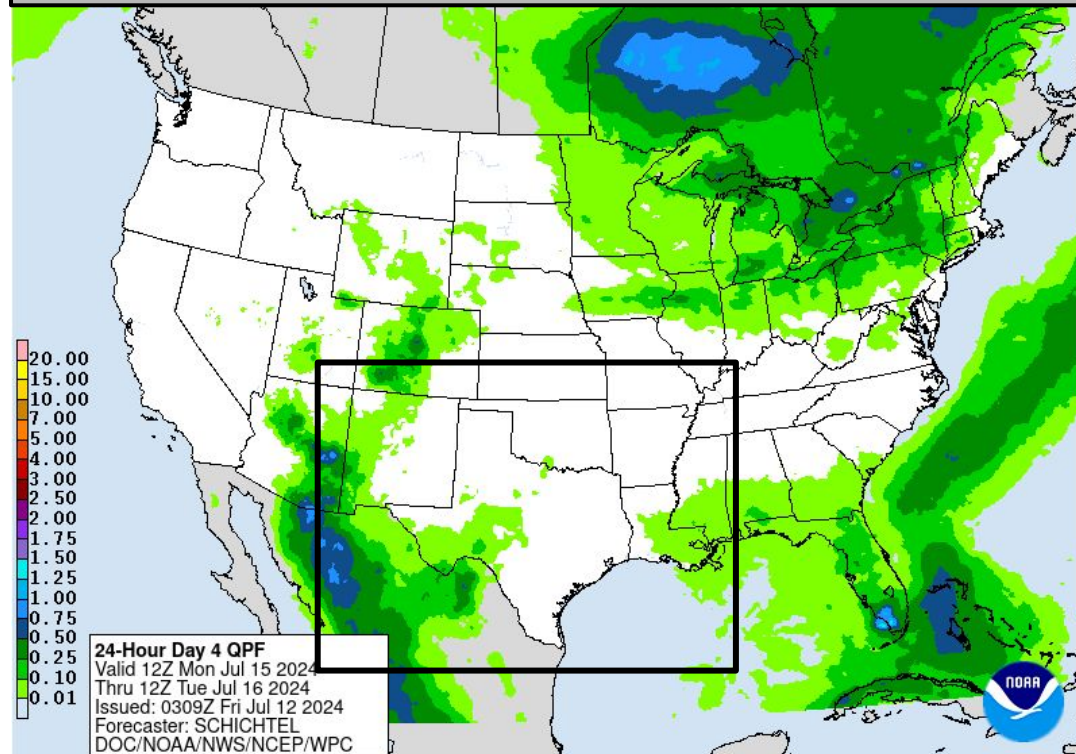 20.00
15.00
10.00
7.00
5.00
4.00
3.00
2.50
2.00
1.75
1.50
1.25
1.00
0.75
0.50
0.25
0.10
0.01
24-Hour Day 4 QPF
Valid 12Z Mon Jul 15 2024
Thru 12Z Tue Jul 16 2024
Issued: 0309Z Fri Jul 12 2024
Forecaster: SCHICHTEL
DOC/NOAA/NWS/NCEP/WPC
NOAA